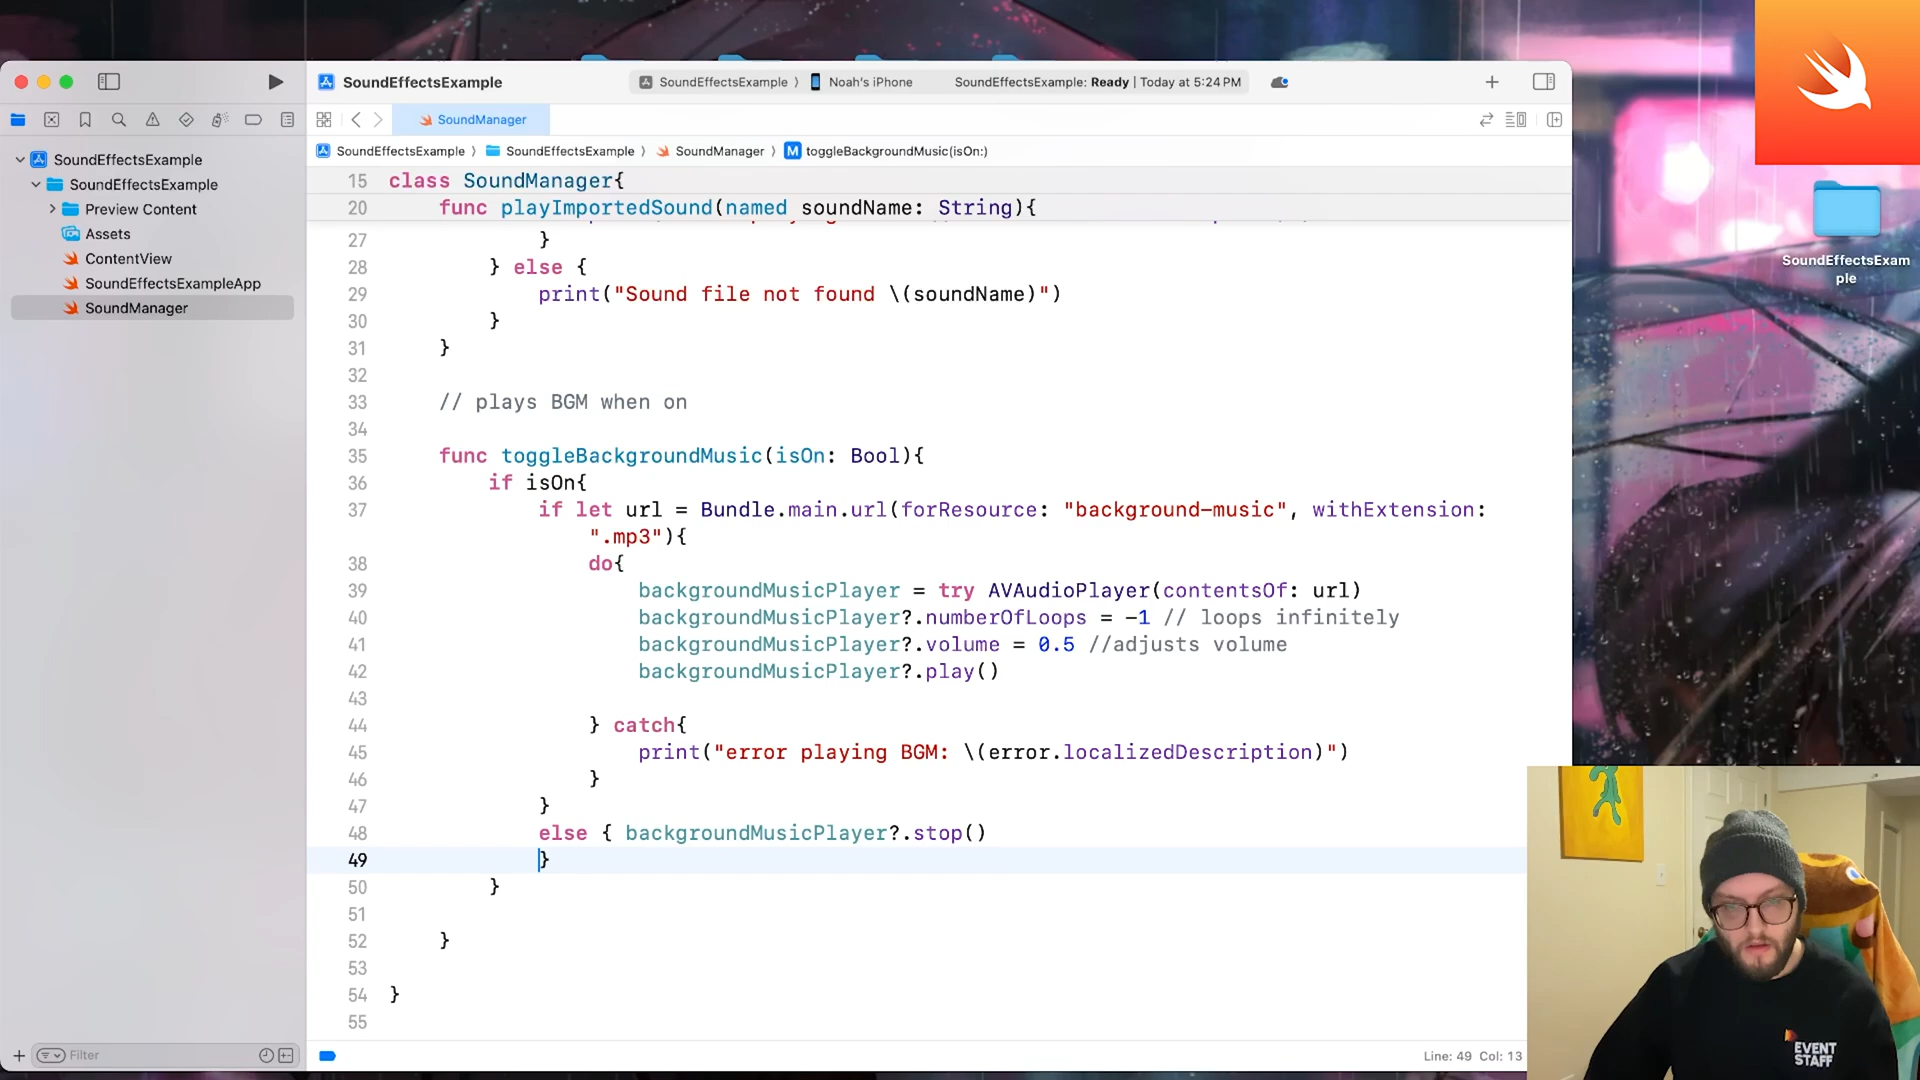 SoundEffectsExample
SoundEffectsExample
Noah's iPhone
SoundEffectsExample: Ready | Today at 5:24 PM
SoundManager
SoundEffectsExample
SoundEffectsExample
SoundManager
M
toggleBackgroundMusic(isOn:)
SoundEffectsExample
SoundEffectsExample
Preview Content
Assets
ContentView
SoundEffectsExampleApp
SoundManager
Filter
15 class SoundManager{
20 func playImportedSound(named soundName: String){
27 }
28 } else {
29 print("Sound file not found \(soundName)")
30 }
31 }
32
33 // plays BGM when on
34
35 func toggleBackgroundMusic(isOn: Bool){
36 if isOn{
37 if let url = Bundle.main.url(forResource: "background-music", withExtension:
".mp3"){
38 do{
39 backgroundMusicPlayer = try AVAudioPlayer(contentsOf: url)
40 backgroundMusicPlayer?.numberOfLoops = -1 // loops infinitely
41 backgroundMusicPlayer?.volume = 0.5 //adjusts volume
42 backgroundMusicPlayer?.play()
43
44 } catch{
45 print("error playing BGM: \(error.localizedDescription)")
46 }
47 }
48 else { backgroundMusicPlayer?.stop()
49 }
50 }
51
52 }
53
54 }
55
Line: 49 Col: 13
SoundEffectsExam
ple
EVENT
STAFF